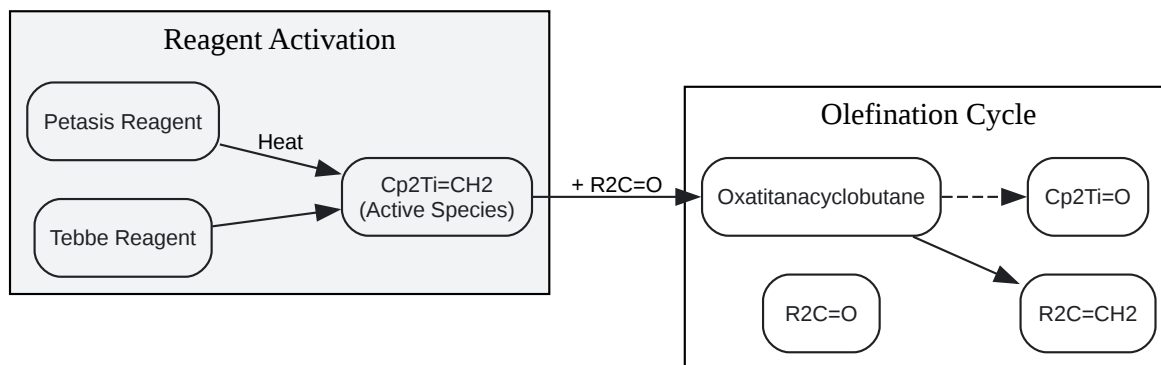 Reagent Activation
Petasis Reagent
Heat
Tebbe Reagent
Cp2Ti=CH2
(Active Species)
+ R2C=O
Olefination Cycle
Oxatitanacyclobutane
Cp2Ti=O
R2C=O
R2C=CH2